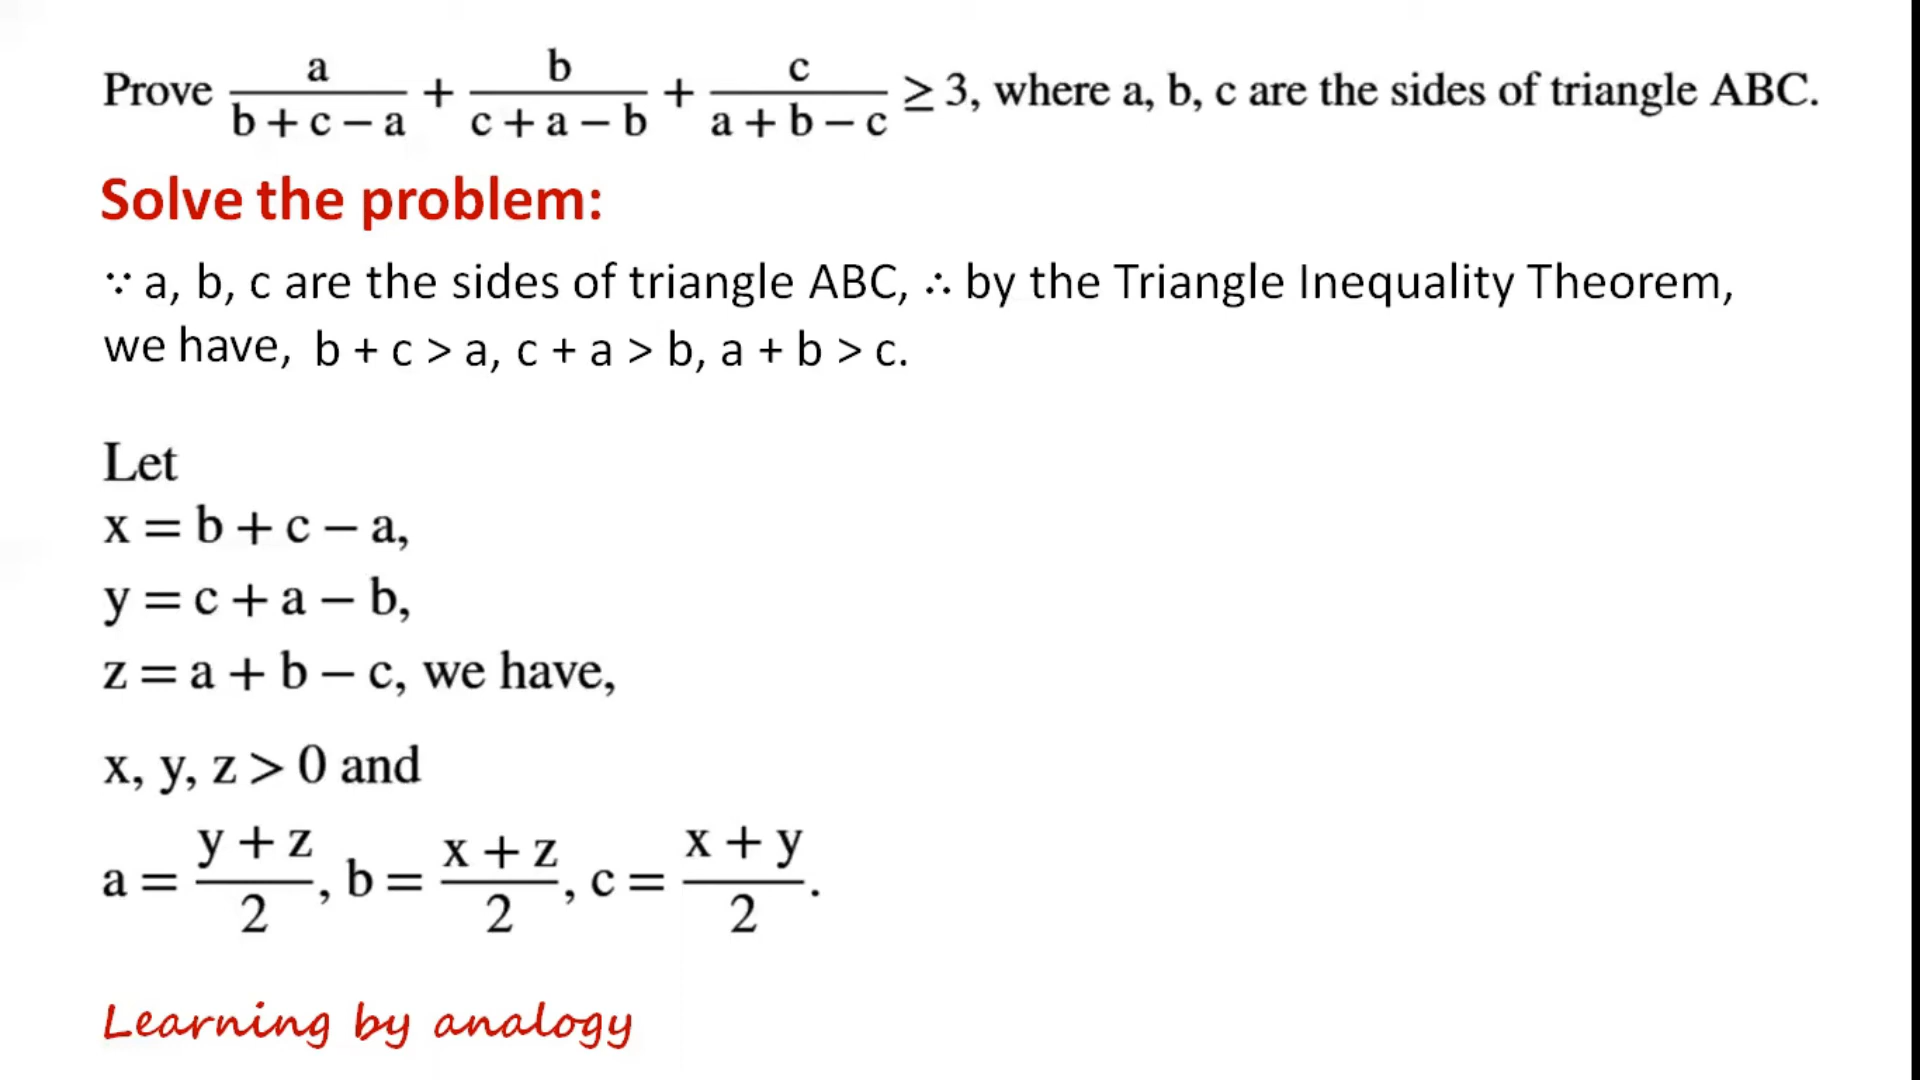 Prove a/(b + c − a) + b/(c + a − b) + c/(a + b − c) ≥ 3, where a, b, c are the sides of triangle ABC.
Solve the problem:
∵ a, b, c are the sides of triangle ABC, ∴ by the Triangle Inequality Theorem,
we have, b + c > a, c + a > b, a + b > c.
Let
x = b + c − a,
y = c + a − b,
z = a + b − c, we have,
x, y, z > 0 and
a = (y + z)/2, b = (x + z)/2, c = (x + y)/2.
Learning by analogy